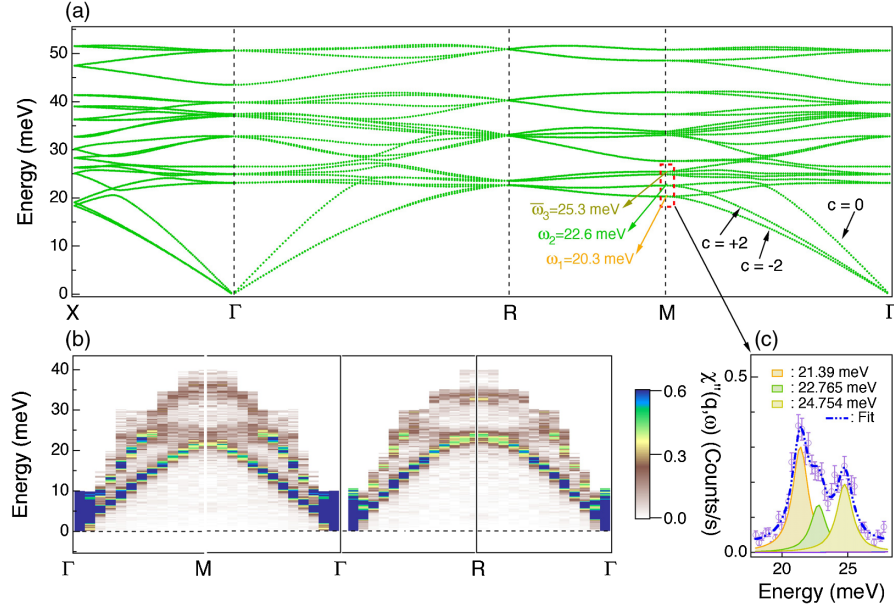 (a)
Energy (meV)
50
40
30
20
10
0
ω̅₃=25.3 meV
ω₂=22.6 meV
ω₁=20.3 meV
c = 0
c = +2
c = -2
X Γ R M Γ
(b)
Energy (meV)
40
30
20
10
0
Γ M Γ R Γ
0.6
0.3
0.0
(c)
χ''(q,ω) (Counts/s)
0.5
0.0
: 21.39 meV
: 22.765 meV
: 24.754 meV
: Fit
20 25
Energy (meV)